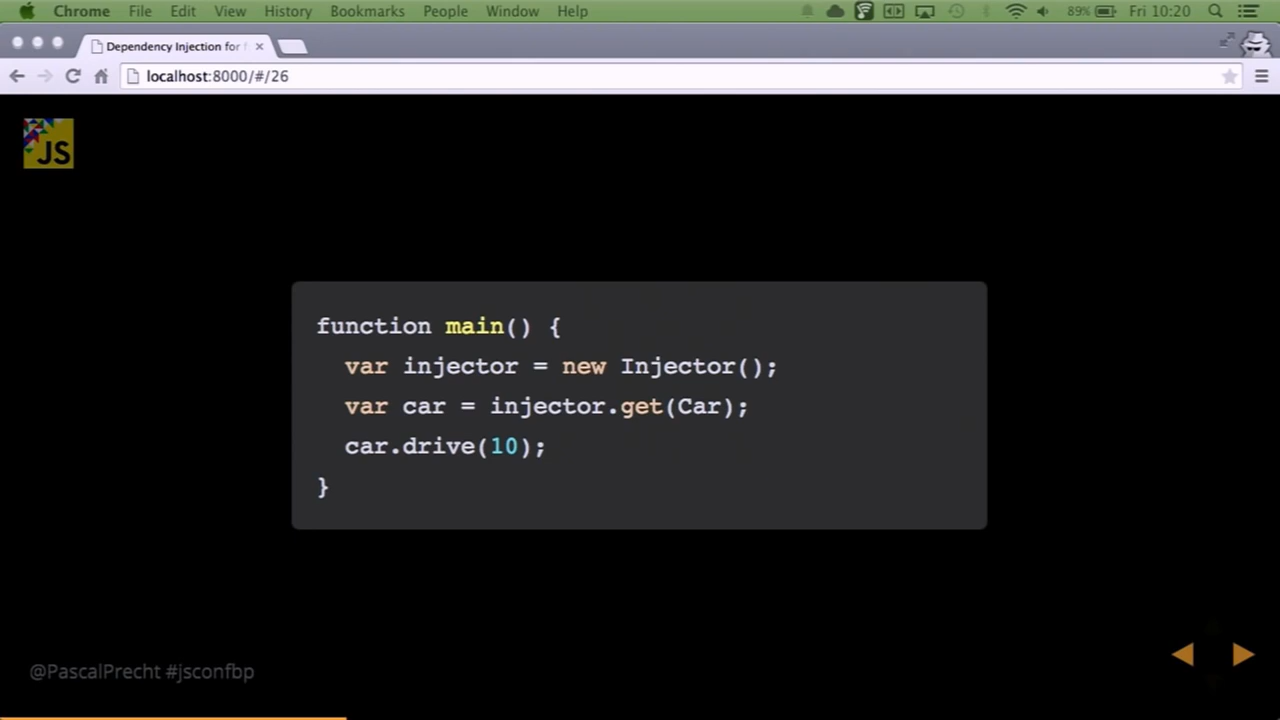 Chrome File Edit View History Bookmarks People Window Help 89% Fri 10:20
Dependency Injection for
localhost:8000/#/26
JS
function main() {
  var injector = new Injector();
  var car = injector.get(Car);
  car.drive(10);
}
@PascalPrecht #jsconfbp